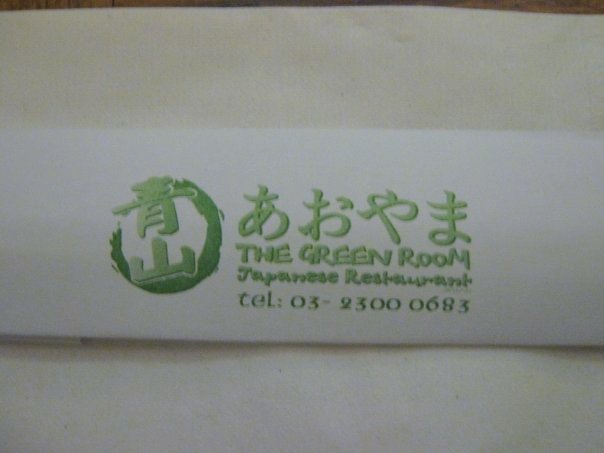 青山
あおやま
THE GREEN ROOM
Japanese Restaurant
tel: 03- 2300 0683